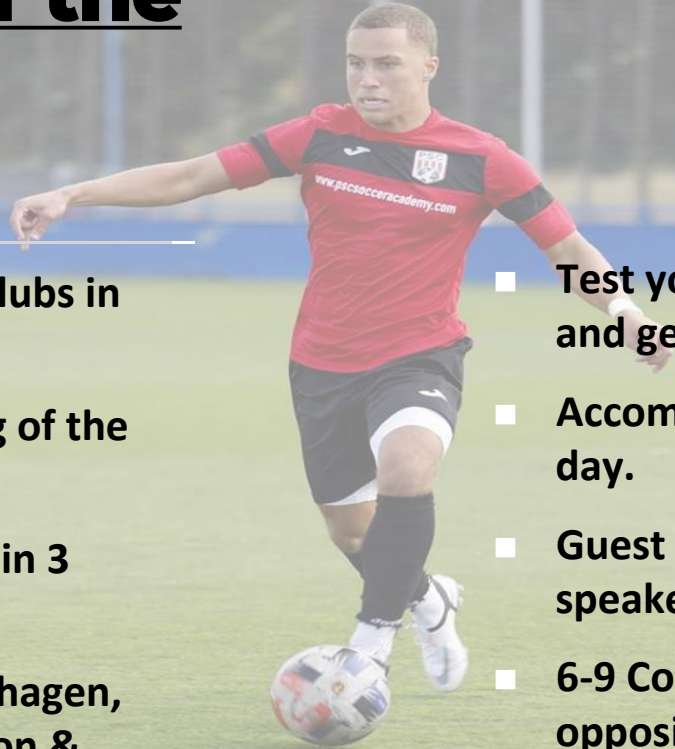 the
lubs in
g of the
in 3
hagen,
on &
PSC
www.pscsocceracademy.com
Test yo
and ge
Accom
day.
Guest
speake
6-9 Co
opposi